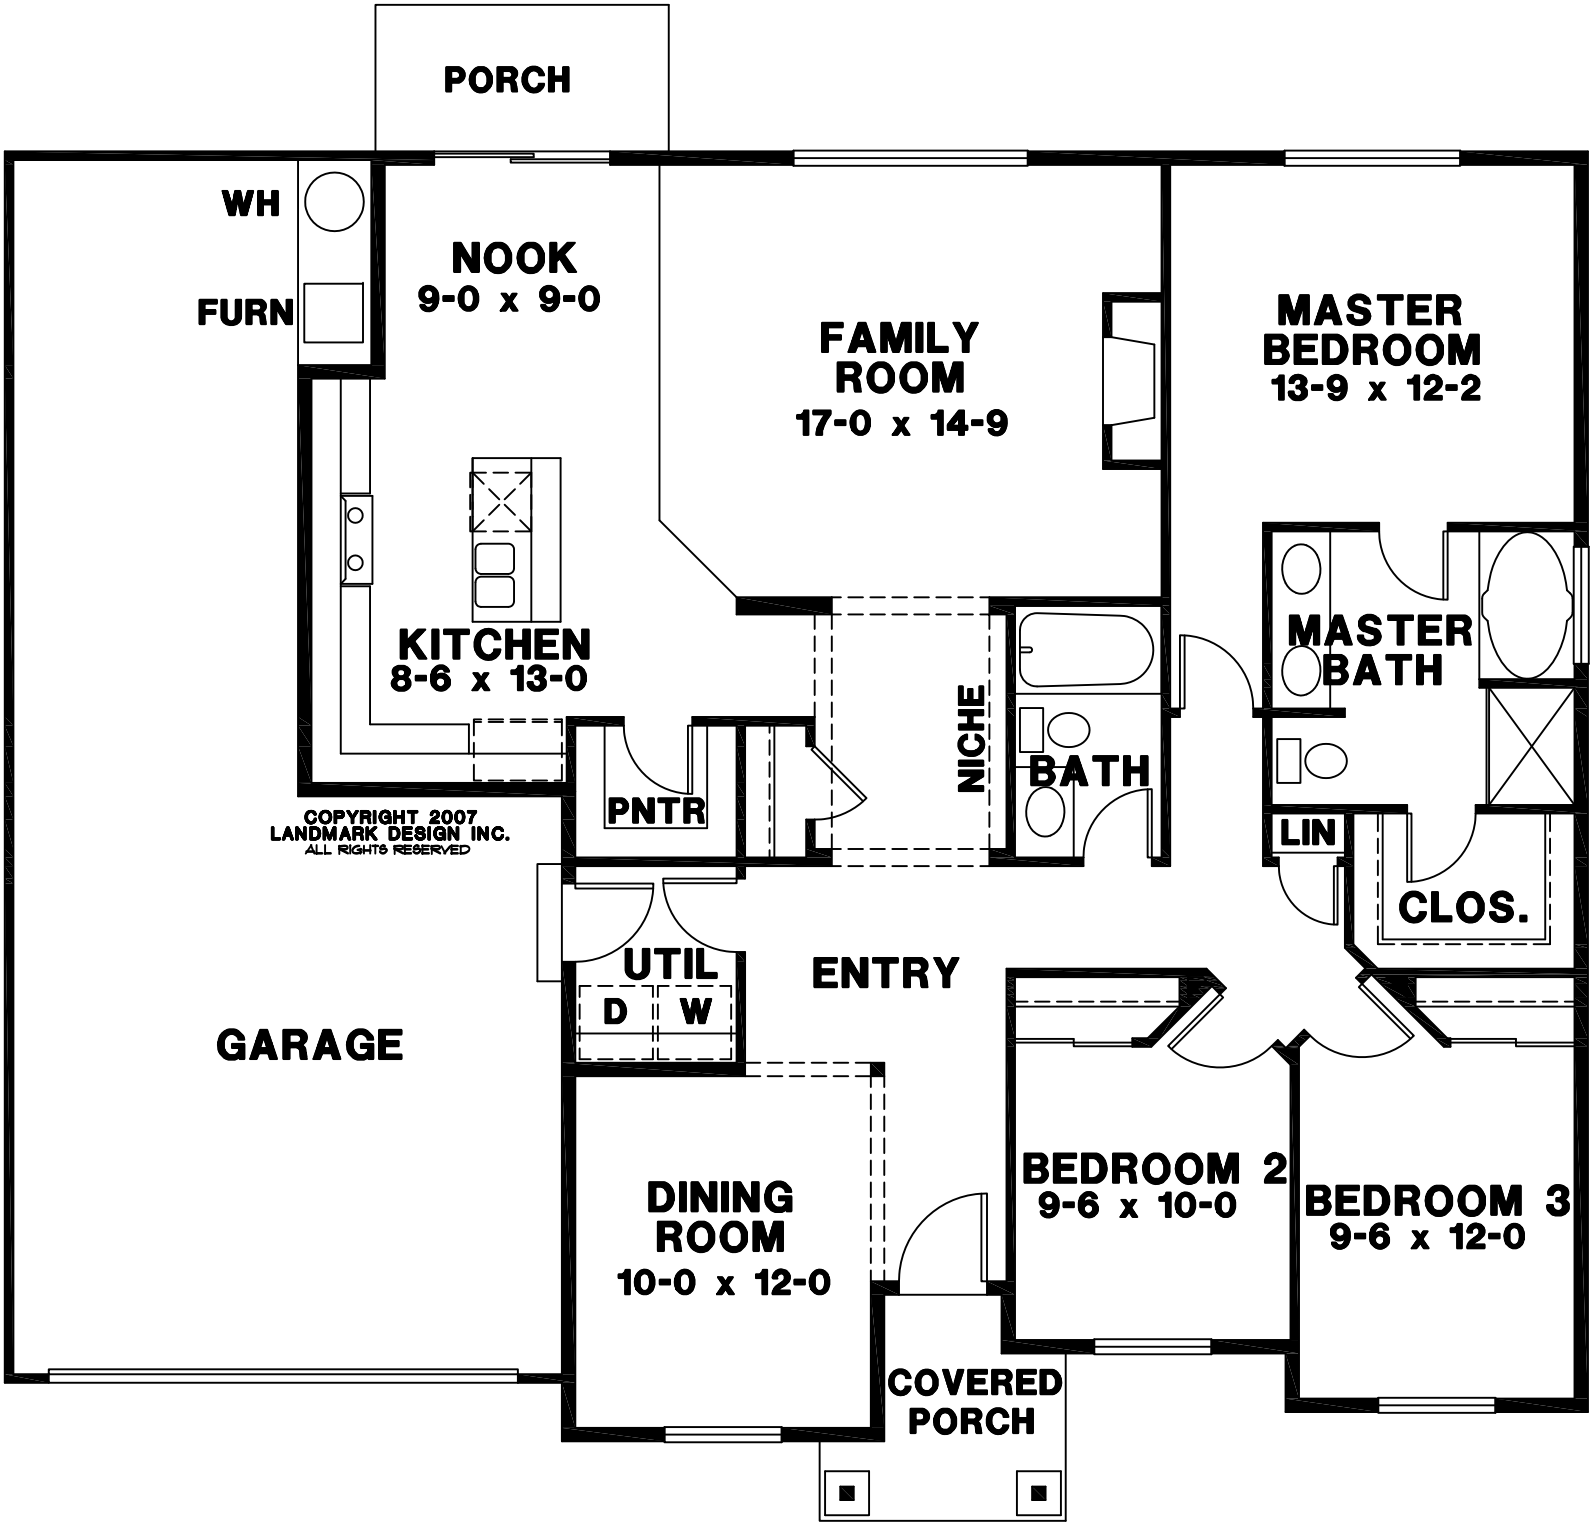 PORCH
WH
FURN
NOOK
9-0 x 9-0
FAMILY
ROOM
17-0 x 14-9
MASTER
BEDROOM
13-9 x 12-2
KITCHEN
8-6 x 13-0
MASTER
BATH
NICHE
BATH
PNTR
COPYRIGHT 2007
LANDMARK DESIGN INC.
ALL RIGHTS RESERVED
LIN
CLOS.
UTIL
D
W
ENTRY
GARAGE
DINING
ROOM
10-0 x 12-0
BEDROOM 2
9-6 x 10-0
BEDROOM 3
9-6 x 12-0
COVERED
PORCH